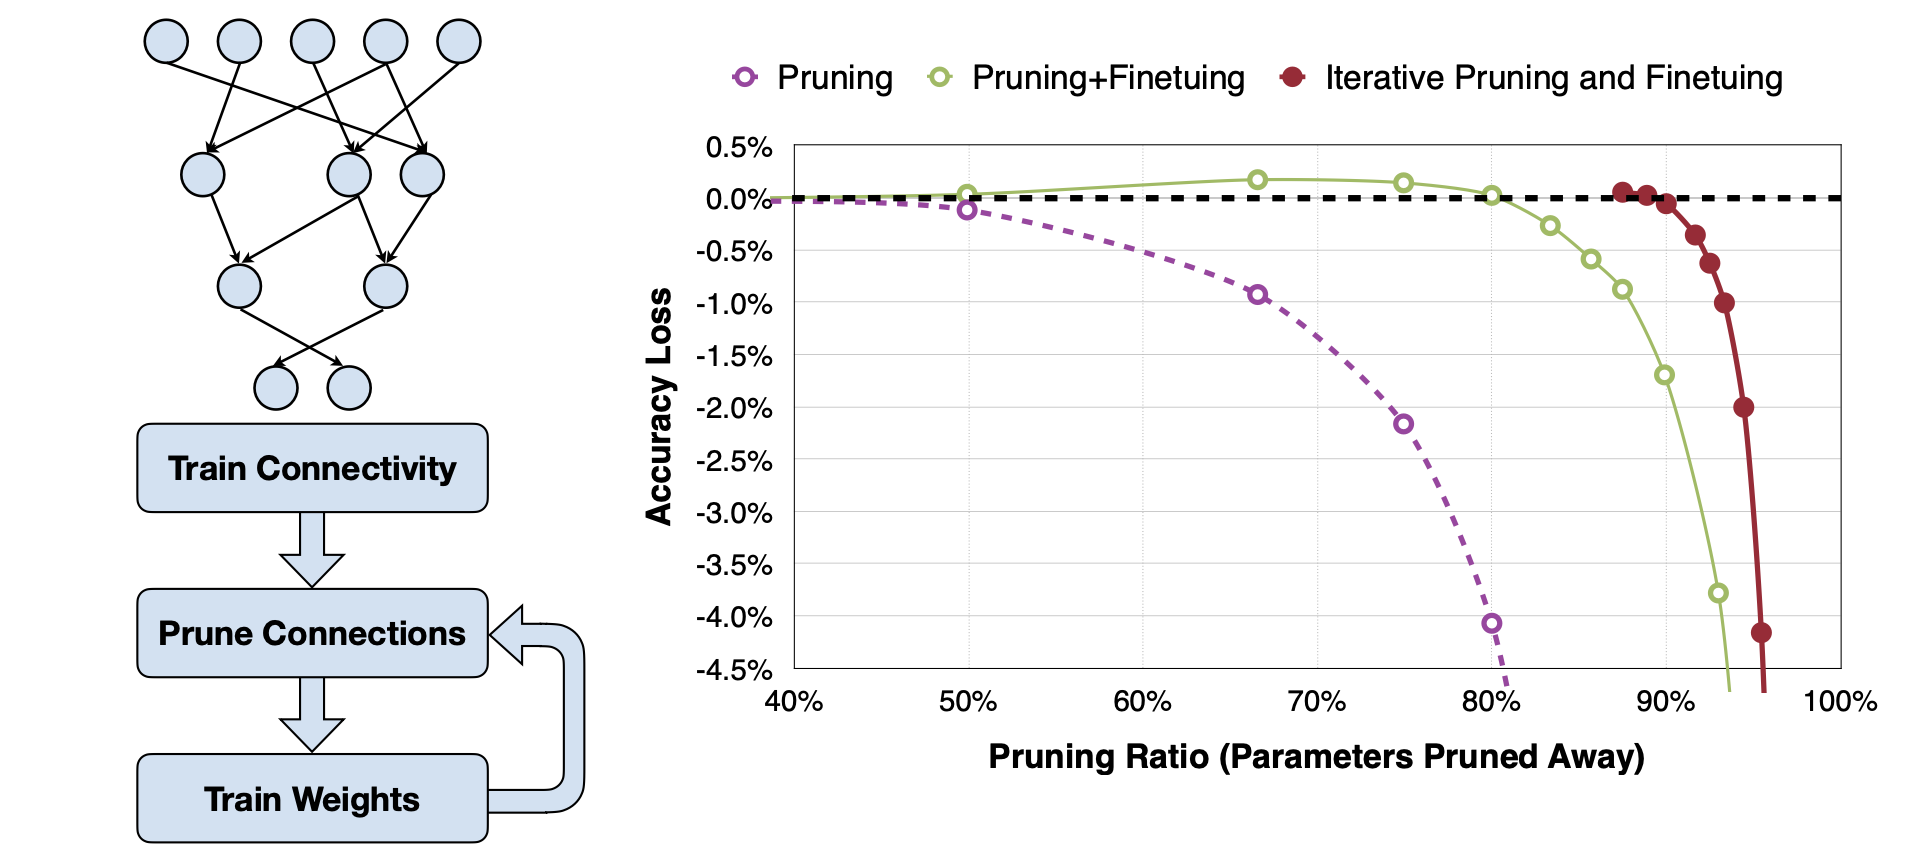 Train Connectivity
Prune Connections
Train Weights
Pruning
Pruning+Finetuing
Iterative Pruning and Finetuing
Accuracy Loss
0.5%
0.0%
-0.5%
-1.0%
-1.5%
-2.0%
-2.5%
-3.0%
-3.5%
-4.0%
-4.5%
40% 50% 60% 70% 80% 90% 100%
Pruning Ratio (Parameters Pruned Away)